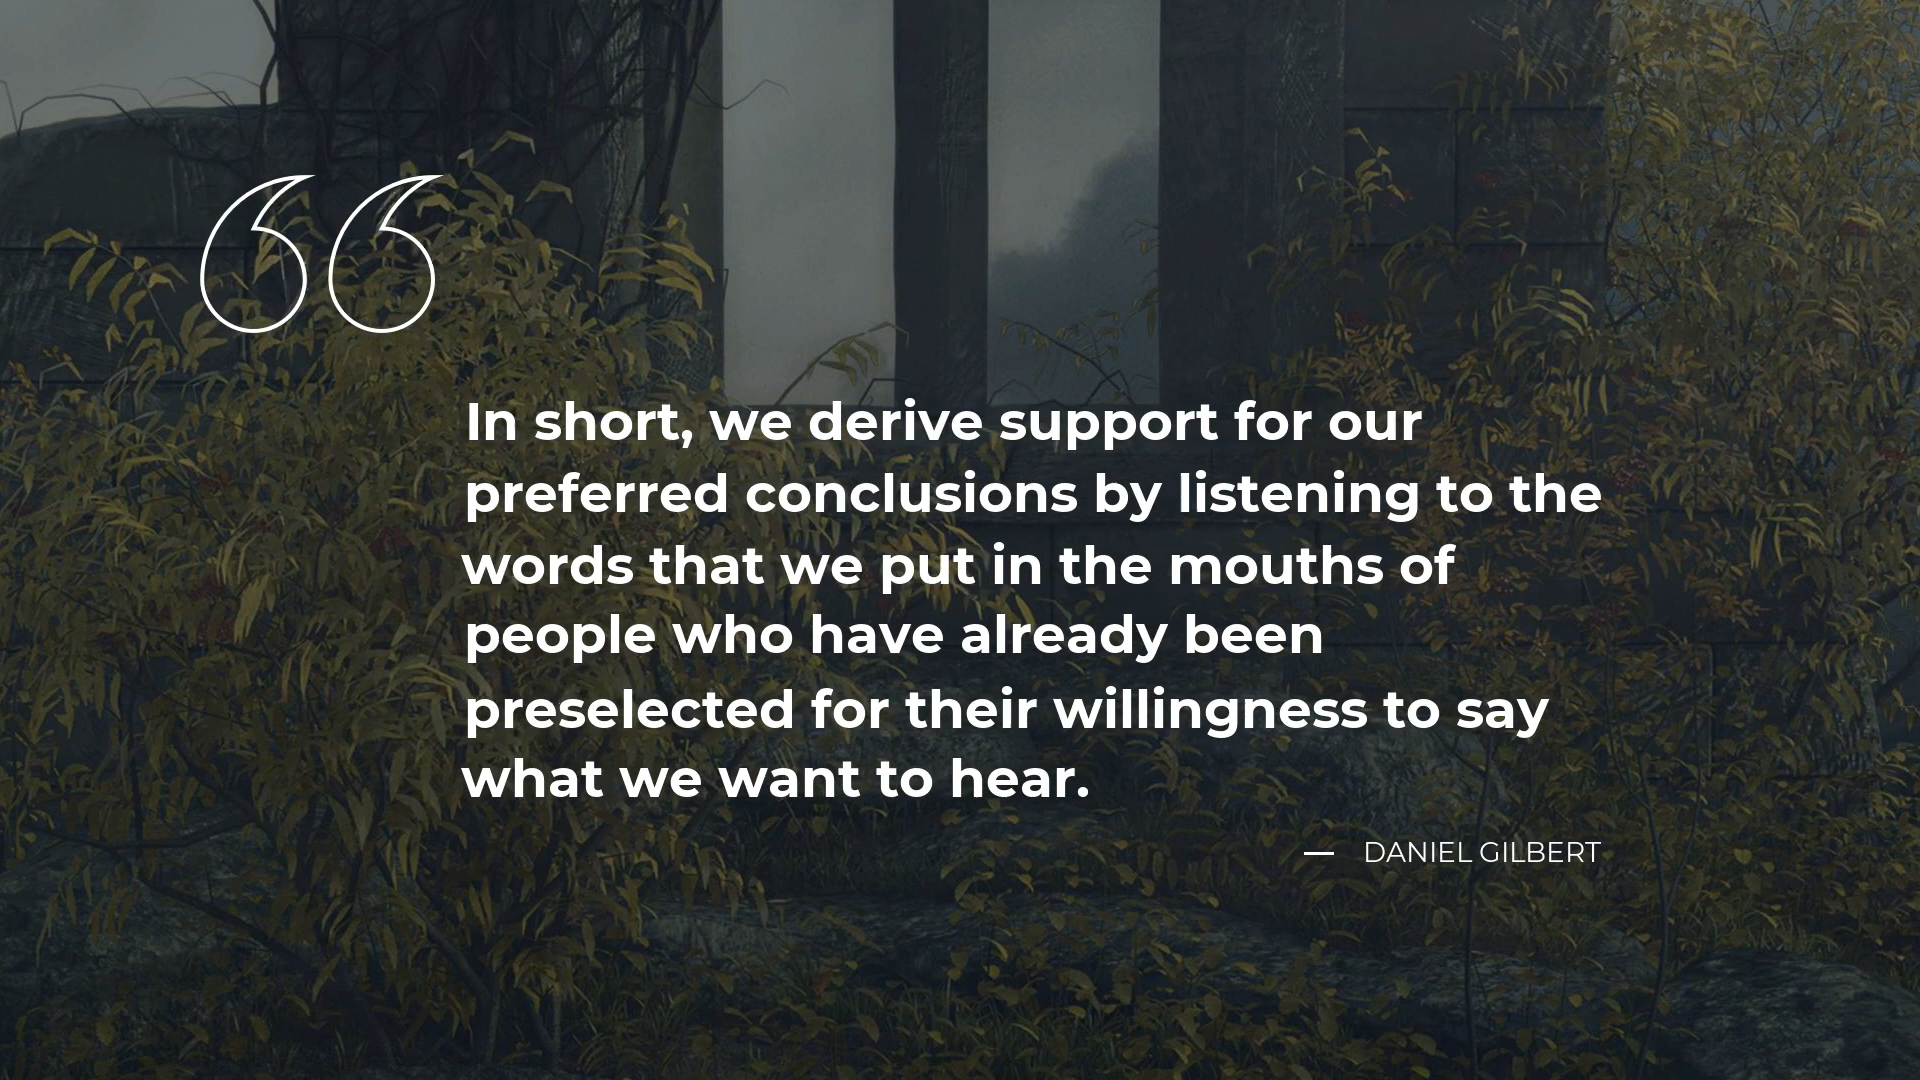 In short, we derive support for our
preferred conclusions by listening to the
words that we put in the mouths of
people who have already been
preselected for their willingness to say
what we want to hear.
— DANIEL GILBERT